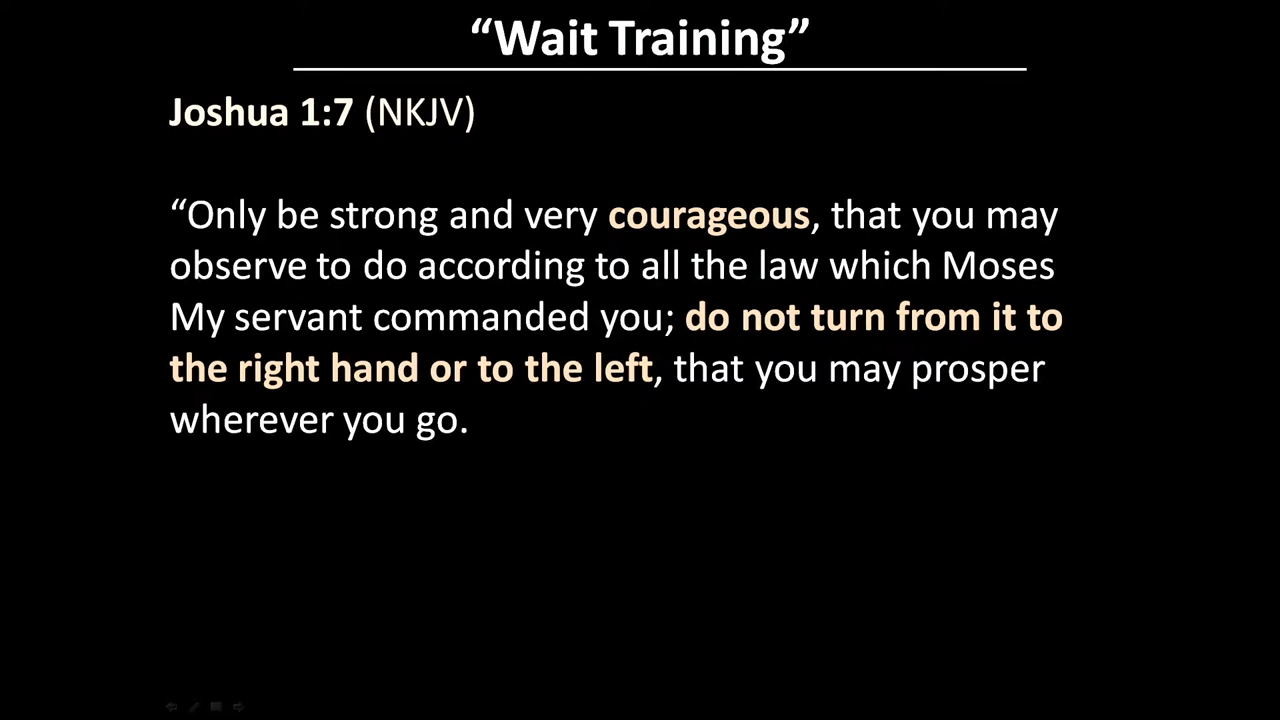 “Wait Training”
Joshua 1:7 (NKJV)
“Only be strong and very courageous, that you may
observe to do according to all the law which Moses
My servant commanded you; do not turn from it to
the right hand or to the left, that you may prosper
wherever you go.